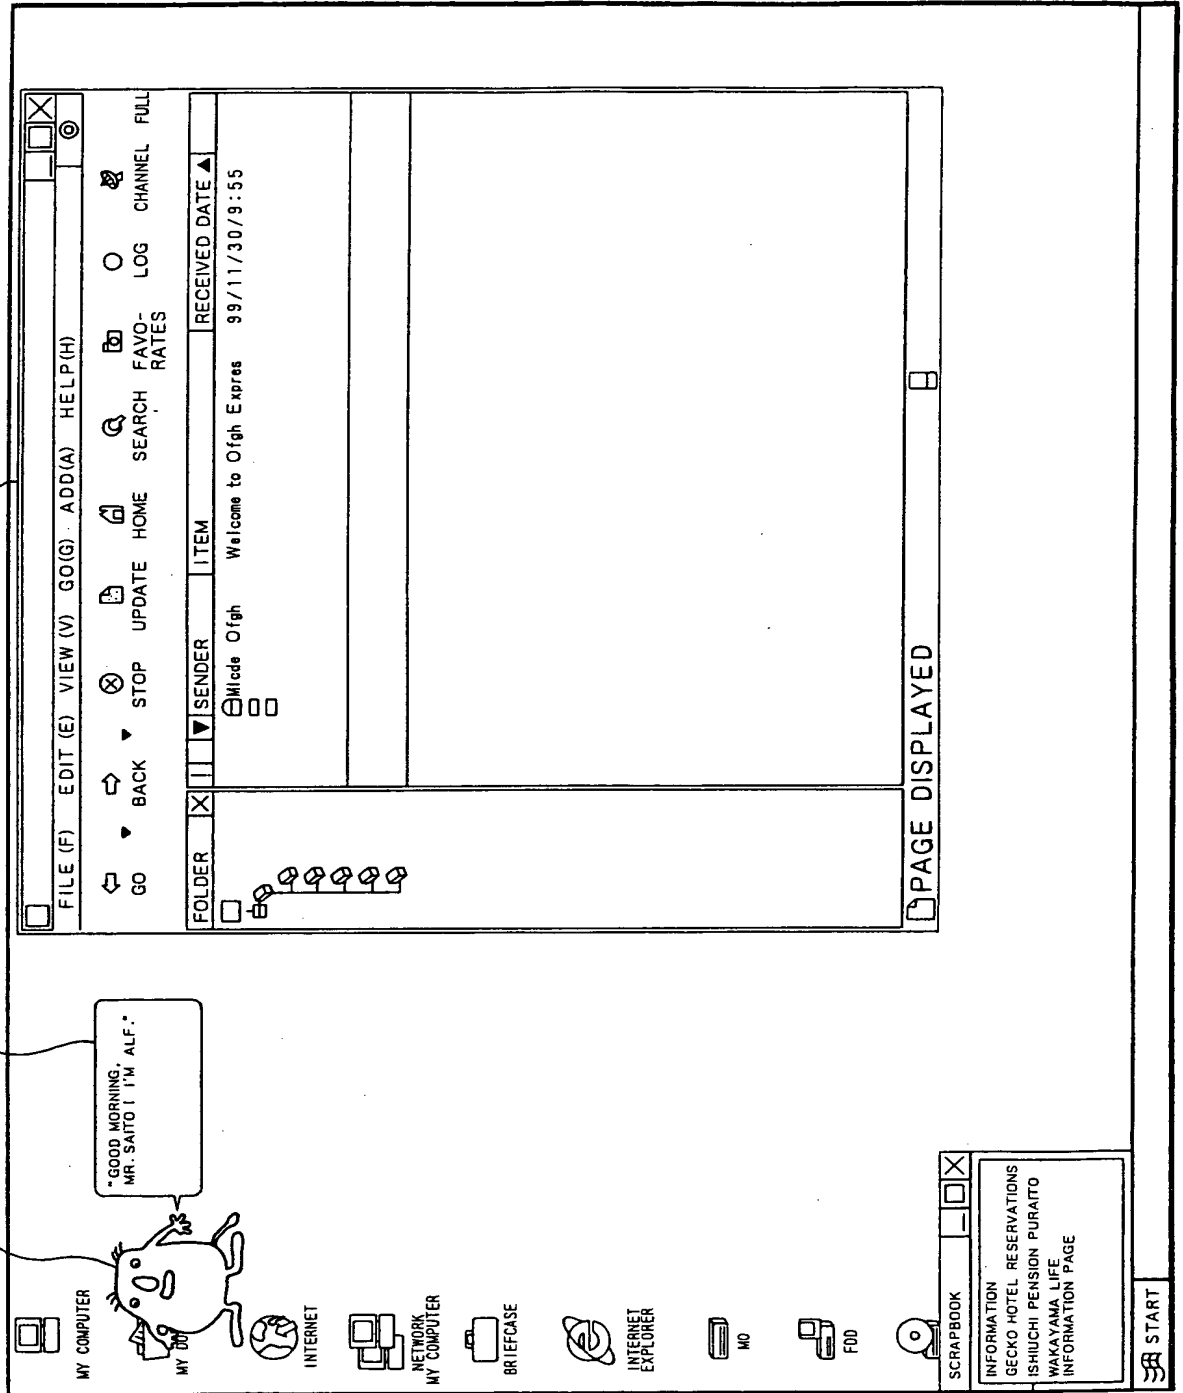 MY COMPUTER
MY DO
INTERNET
NETWORK
MY COMPUTER
BRIEFCASE
INTERNET
EXPLORER
MO
FDD
"GOOD MORNING,
MR. SAITO I I'M ALF."
FILE (F) EDIT (E) VIEW (V) GO(G) ADD(A) HELP(H)
GO BACK STOP UPDATE HOME SEARCH FAVO-
RATES LOG CHANNEL FULL
FOLDER
SENDER ITEM RECEIVED DATE
Micde Ofgh Welcome to Ofgh Expres 99/11/30/9:55
PAGE DISPLAYED
SCRAPBOOK
INFORMATION
GECKO HOTEL RESERVATIONS
ISHIUCHI PENSION PURAITO
WAKAYAMA LIFE
INFORMATION PAGE
START